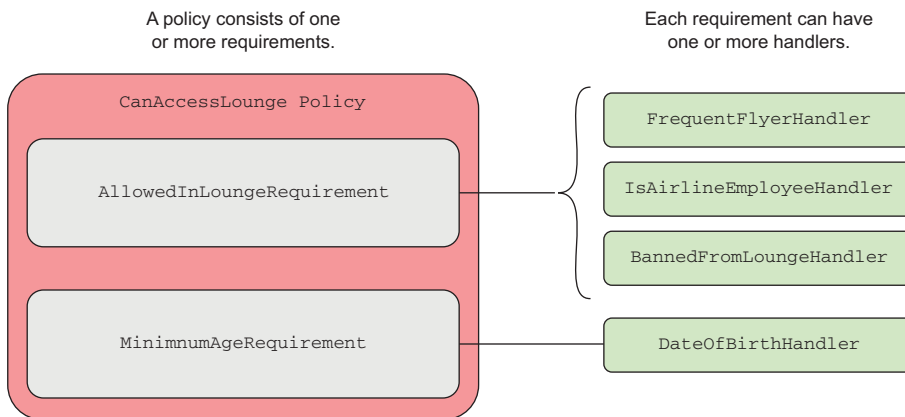 A policy consists of one
or more requirements.
Each requirement can have
one or more handlers.
CanAccessLounge Policy
AllowedInLoungeRequirement
MinimnumAgeRequirement
FrequentFlyerHandler
IsAirlineEmployeeHandler
BannedFromLoungeHandler
DateOfBirthHandler